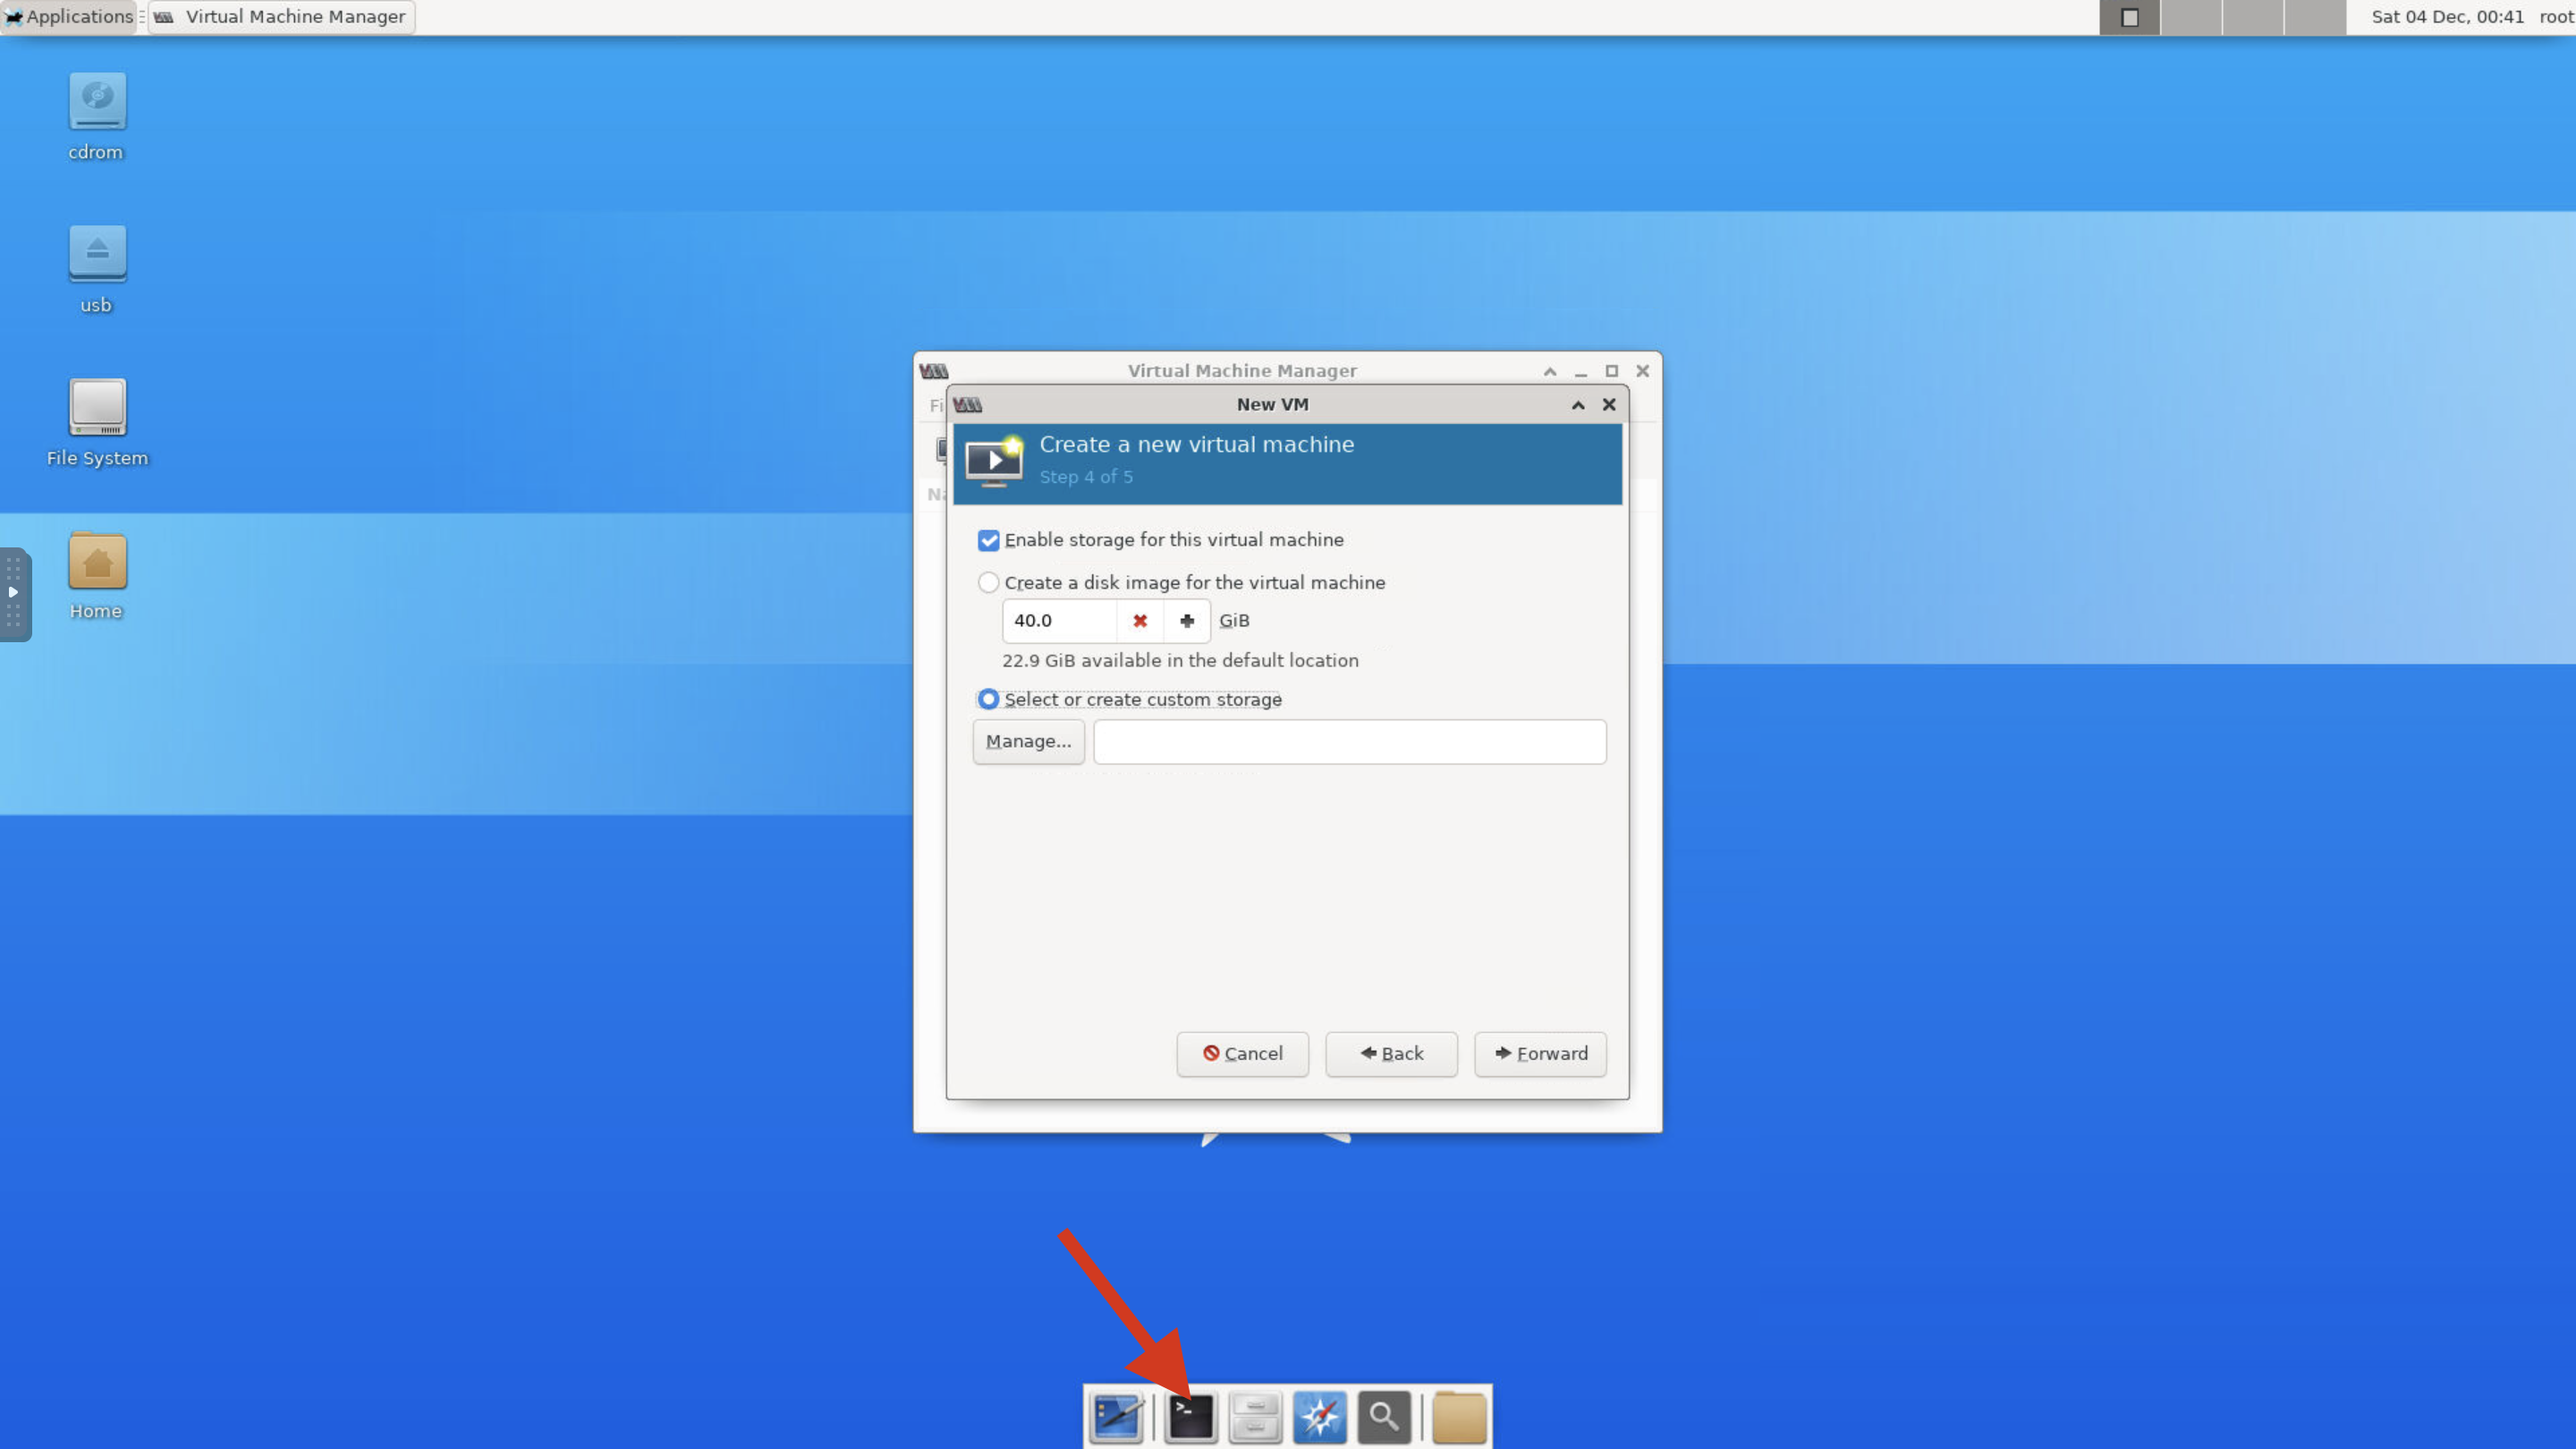 Applications
Virtual Machine Manager
Sat 04 Dec, 00:41
root
cdrom
usb
File System
Home
Virtual Machine Manager
Fi
New VM
Create a new virtual machine
Step 4 of 5
Na
Enable storage for this virtual machine
Create a disk image for the virtual machine
40.0
GiB
22.9 GiB available in the default location
Select or create custom storage
Manage...
Cancel
Back
Forward
>_